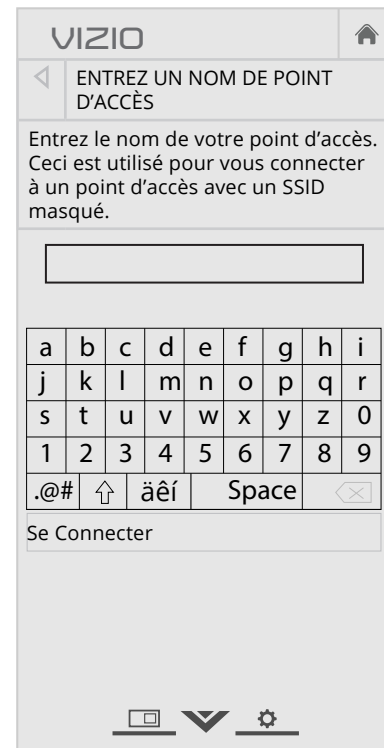 VIZIO
ENTREZ UN NOM DE POINT
D'ACCÈS
Entrez le nom de votre point d'accès.
Ceci est utilisé pour vous connecter
à un point d'accès avec un SSID
masqué.
a b c d e f g h i
j k l m n o p q r
s t u v w x y z 0
1 2 3 4 5 6 7 8 9
.@# äêí Space
Se Connecter